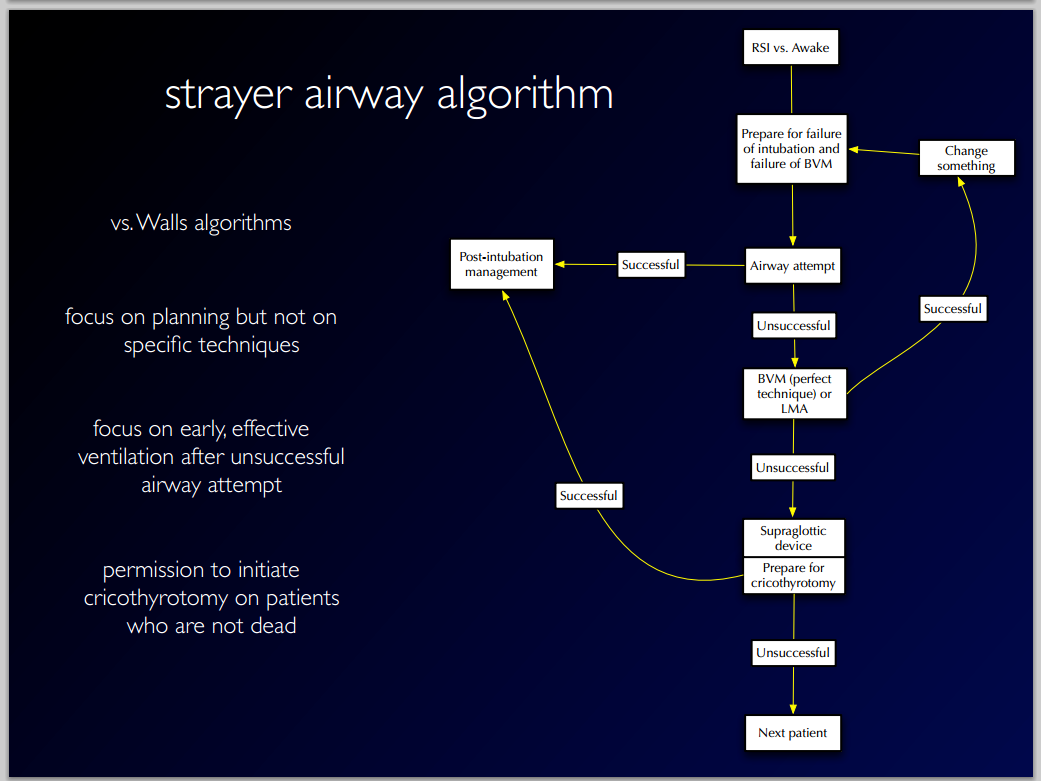 strayer airway algorithm
vs. Walls algorithms
focus on planning but not on
specific techniques
focus on early, effective
ventilation after unsuccessful
airway attempt
permission to initiate
cricothyrotomy on patients
who are not dead
RSI vs. Awake
Prepare for failure
of intubation and
failure of BVM
Change
something
Post-intubation
management
Successful
Airway attempt
Unsuccessful
Successful
BVM (perfect
technique) or
LMA
Unsuccessful
Successful
Supraglottic
device
Prepare for
cricothyrotomy
Unsuccessful
Next patient